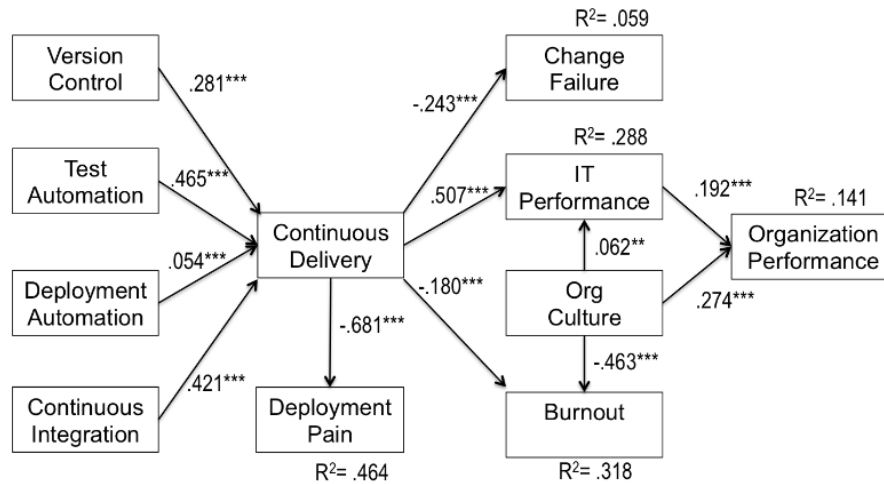 R²= .059
Version
Control
Change
Failure
.281***
-.243***
R²= .288
Test
Automation
.465***
IT
Performance
.507***
.192***
R²= .141
Continuous
Delivery
.062**
Organization
Performance
.054***
Deployment
Automation
-.180***
Org
Culture
.274***
-.681***
-.463***
.421***
Continuous
Integration
Deployment
Pain
Burnout
R²= .464
R²= .318